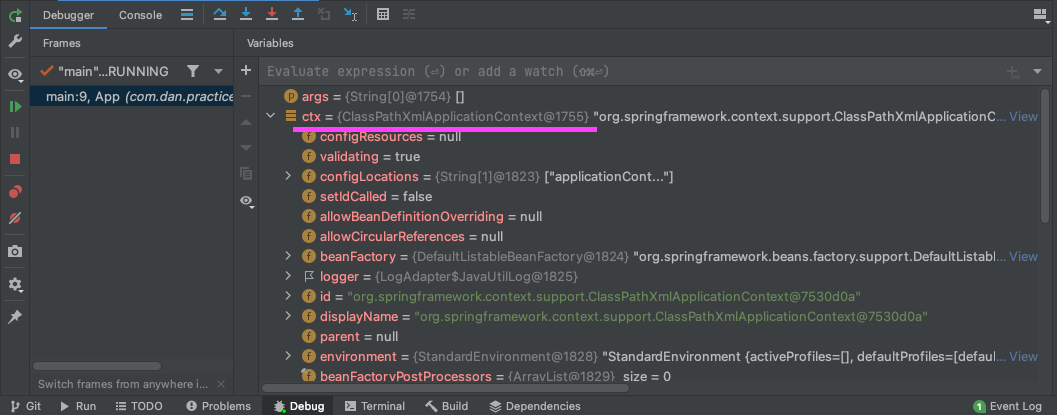 Debugger Console
Frames Variables
"main"...RUNNING
Evaluate expression (⏎) or add a watch (⇧⌘⏎)
main:9, App (com.dan.practice
p args = {String[0]@1754} []
ctx = {ClassPathXmlApplicationContext@1755} "org.springframework.context.support.ClassPathXmlApplicationC... View
f configResources = null
f validating = true
f configLocations = {String[1]@1823} ["applicationCont..."]
f setIdCalled = false
f allowBeanDefinitionOverriding = null
f allowCircularReferences = null
f beanFactory = {DefaultListableBeanFactory@1824} "org.springframework.beans.factory.support.DefaultListab... View
logger = {LogAdapter$JavaUtilLog@1825}
f id = "org.springframework.context.support.ClassPathXmlApplicationContext@7530d0a"
f displayName = "org.springframework.context.support.ClassPathXmlApplicationContext@7530d0a"
f parent = null
f environment = {StandardEnvironment@1828} "StandardEnvironment {activeProfiles=[], defaultProfiles=[defau... View
f beanFactoryPostProcessors = {ArrayList@1829} size = 0
Switch frames from anywhere i...
Git Run TODO Problems Debug Terminal Build Dependencies 1 Event Log